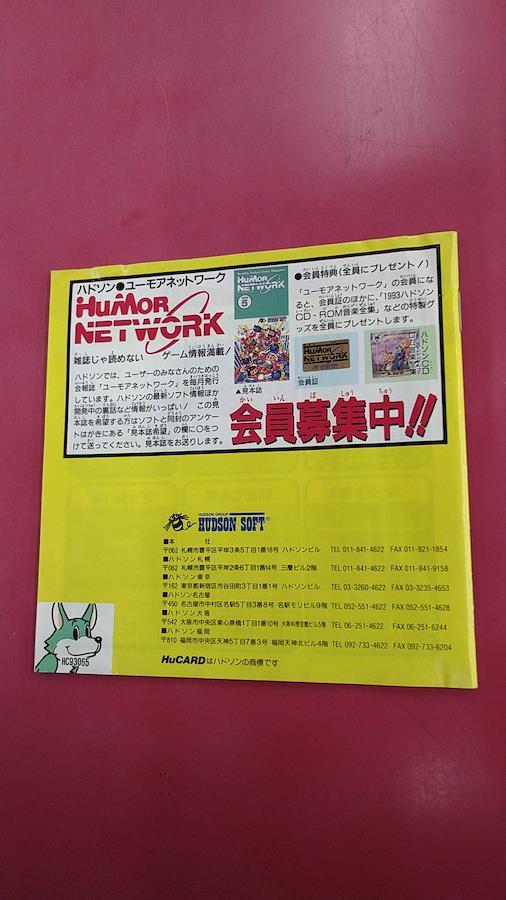 ハドソン●ユーモアネットワーク
HuMOR
NETWORK
雑誌じゃ読めない ゲーム情報満載!
ハドソンでは、ユーザーのみなさんのための
会報誌「ユーモアネットワーク」を毎月発行
しています。ハドソンの最新ソフト情報ほか
開発中の裏話など情報がいっぱい! この見
本誌を希望する方はソフトと同封のアンケー
トはがきにある「見本誌希望」の欄に○をつ
けて送ってください。見本誌をお送りします。
HuMOR
NETWORK
5
▲見本誌
●会員特典(全員にプレゼント!)
「ユーモアネットワーク」の会員にな
ると、会員証のほかに、「1993ハドソン
CD-ROM音楽全集」などの特製グ
ッズを全員にプレゼントします。
HuMOR
NETWORK
会員証
会員募集中!!
HUDSON GROUP
HUDSON SOFT®
■本 社
〒062 札幌市豊平区平岸3条5丁目1番18号 ハドソンビル TEL 011-841-4622 FAX 011-821-1854
■ハドソン札幌
〒062 札幌市豊平区平岸2条6丁目1番14号 三慶ビル2階 TEL 011-841-4622 FAX 011-841-9158
■ハドソン東京
〒162 東京都新宿区市谷田町3丁目1番1号 ハドソンビル TEL 03-3260-4622 FAX 03-3235-4653
■ハドソン名古屋
〒450 名古屋市中村区名駅5丁目3番8号 名駅モリビル9階 TEL 052-551-4622 FAX 052-551-4628
■ハドソン大阪
〒542 大阪市中央区東心斎橋1丁目1番10号 大阪料理会館ビル5階 TEL 06-251-4622 FAX 06-251-6244
■ハドソン福岡
〒810 福岡市中央区天神5丁目7番3号 福岡天神北ビル4階 TEL 092-733-4622 FAX 092-733-6204
HC93065
HuCARDはハドソンの商標です